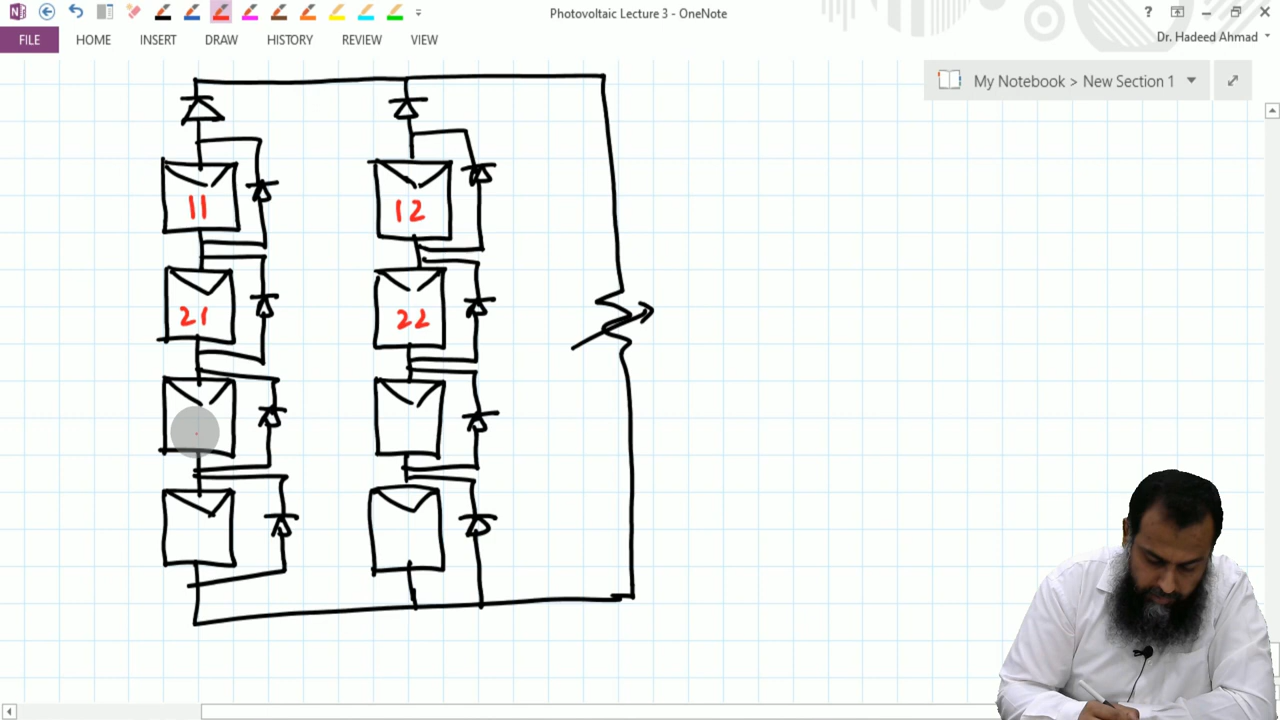 Photovoltaic Lecture 3 - OneNote
?
FILE HOME INSERT DRAW HISTORY REVIEW VIEW
Dr. Hadeed Ahmad
My Notebook > New Section 1
11
12
21
22